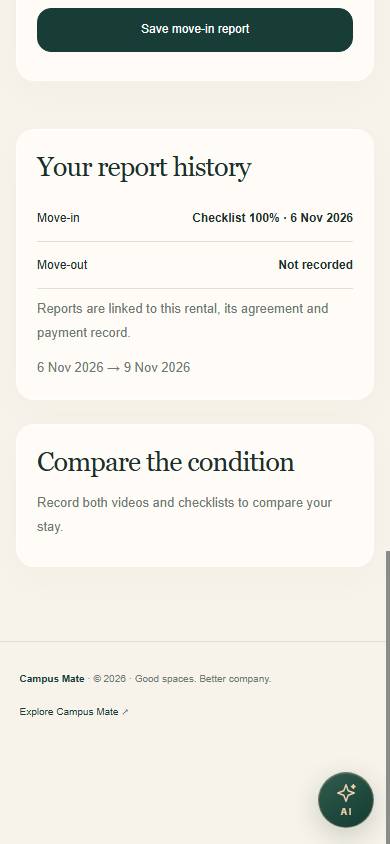 Save move-in report
Your report history
Move-in Checklist 100% · 6 Nov 2026
Move-out Not recorded
Reports are linked to this rental, its agreement and
payment record.
6 Nov 2026 → 9 Nov 2026
Compare the condition
Record both videos and checklists to compare your
stay.
Campus Mate · © 2026 · Good spaces. Better company.
Explore Campus Mate ↗
AI